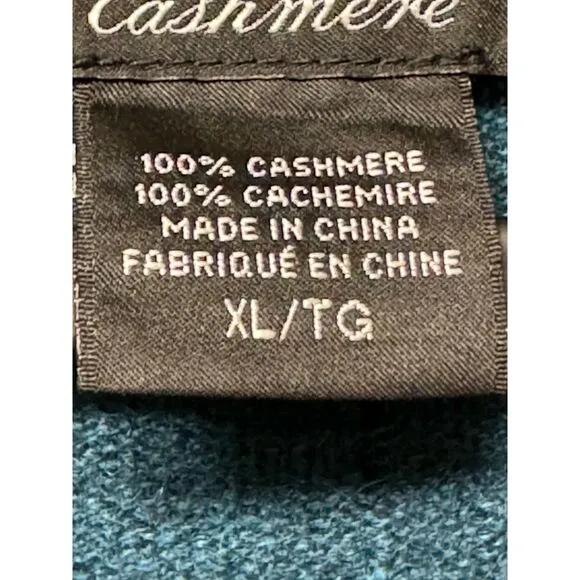 Cashmere
100% CASHMERE
100% CACHEMIRE
MADE IN CHINA
FABRIQUÉ EN CHINE
XL/TG